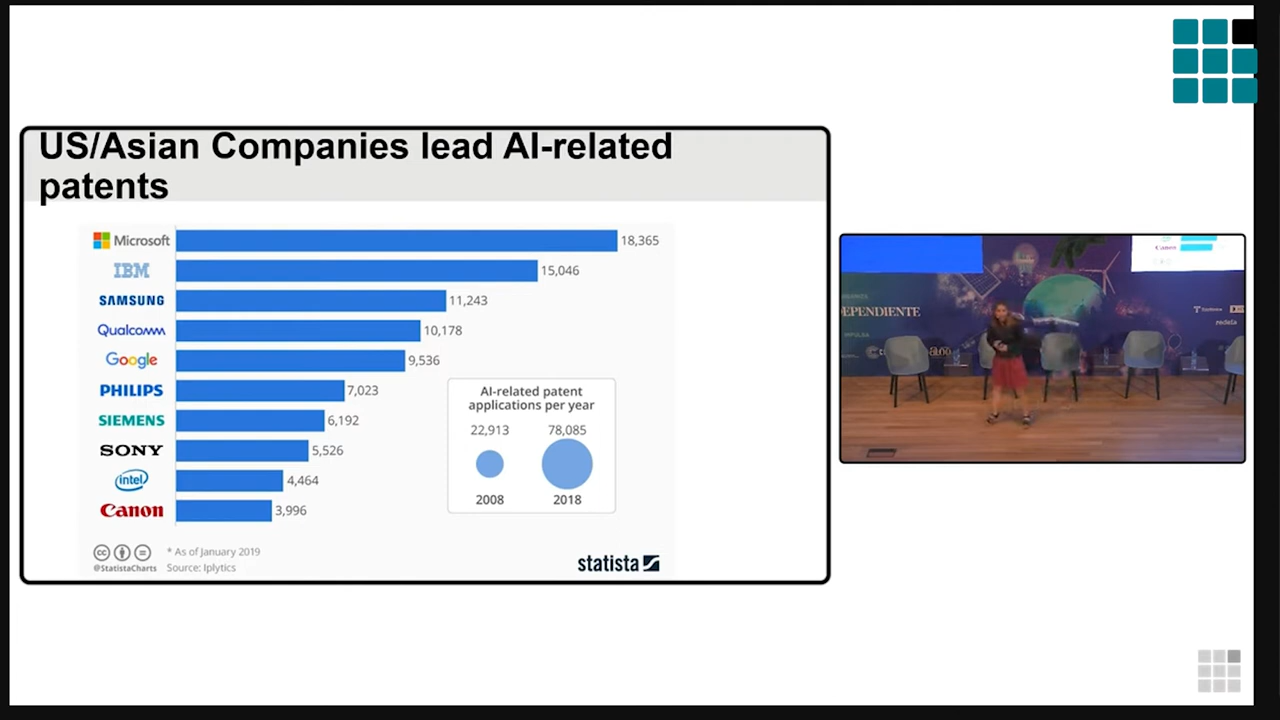 US/Asian Companies lead AI-related
patents
Microsoft 18,365
IBM 15,046
SAMSUNG 11,243
Qualcomm 10,178
Google 9,536
PHILIPS 7,023
SIEMENS 6,192
SONY 5,526
intel 4,464
Canon 3,996
AI-related patent
applications per year
22,913 78,085
2008 2018
@StatistaCharts
* As of January 2019
Source: Iplytics
statista
Canon
EPENDIENTE
IMPULSA
redeia